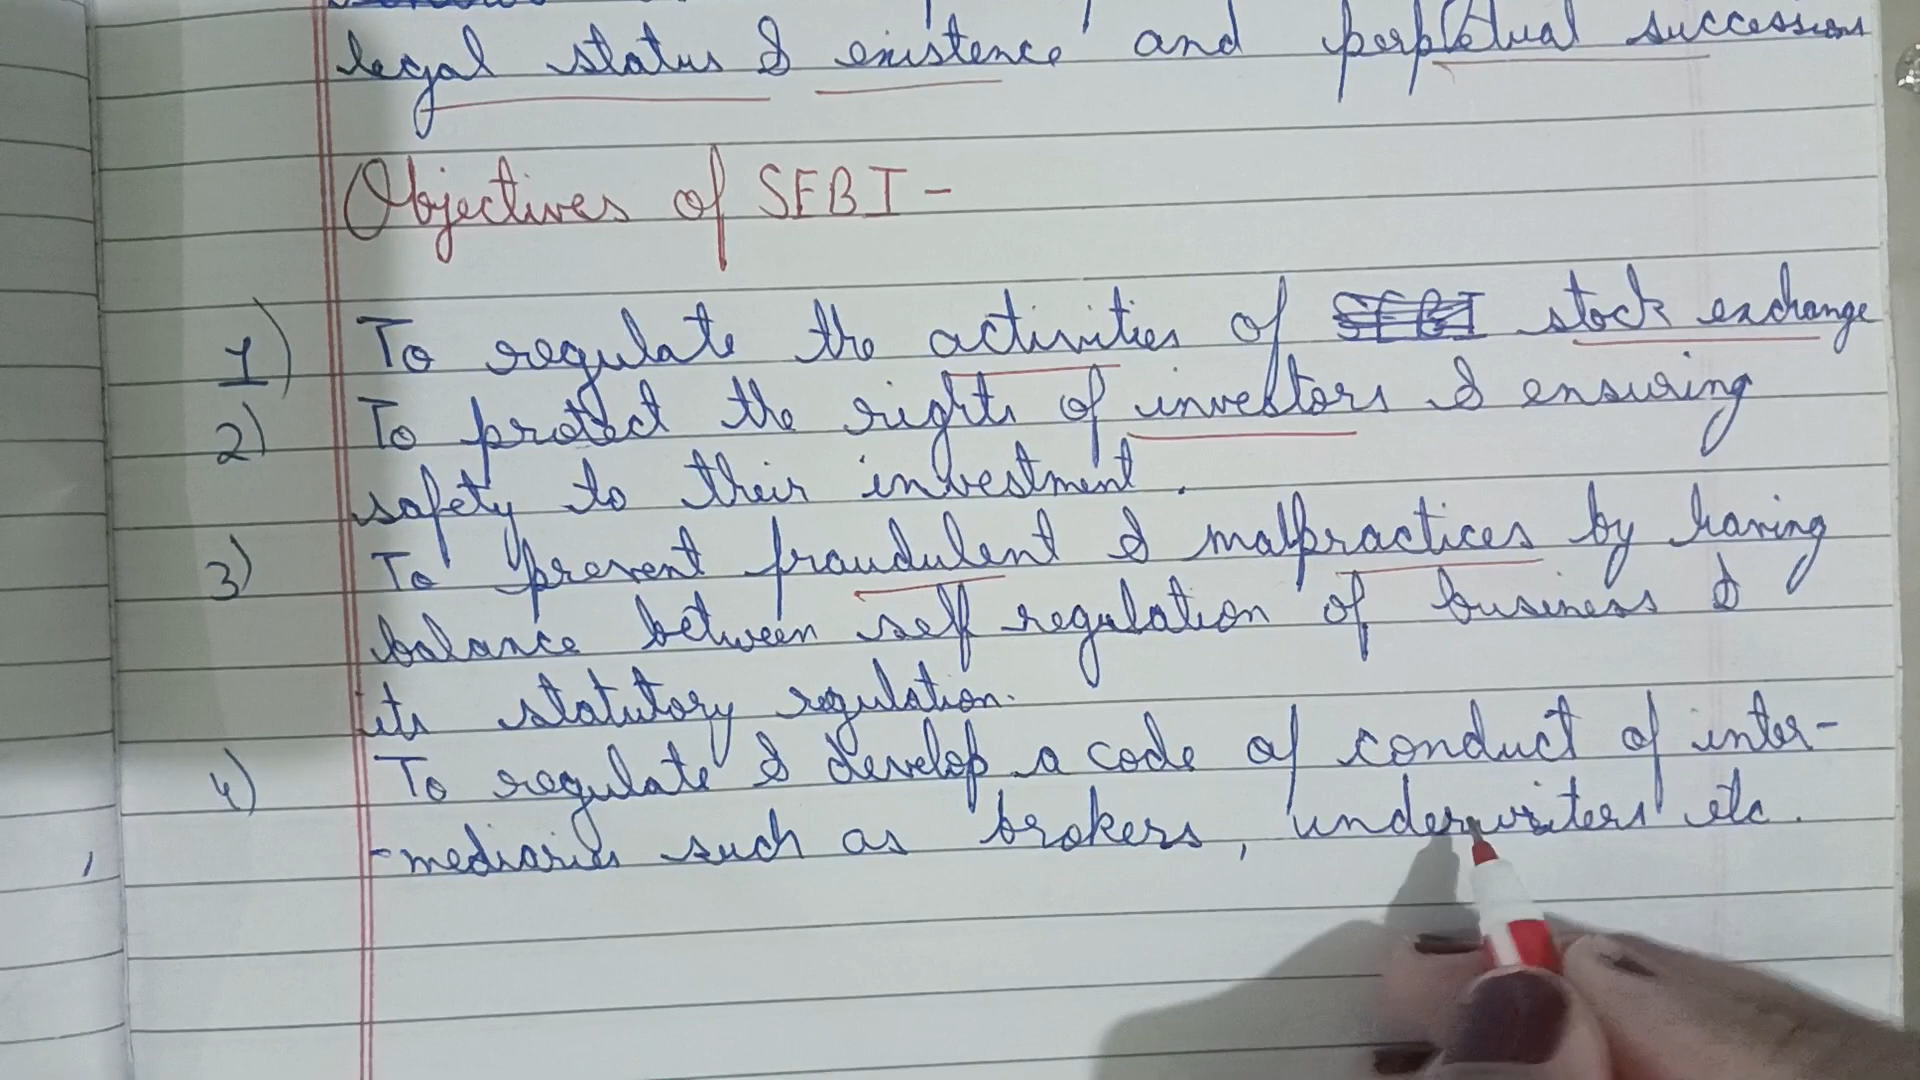 legal status & existence and perpetual succession
Objectives of SEBI -
1) To regulate the activities of SEBI stock exchange
2) To protect the rights of investors & ensuring
safety to their investment.
3) To prevent fraudulent & malpractices by having
balance between self regulation of business &
its statutory regulation.
4) To regulate & develop a code of conduct of inter-
-mediaries such as brokers, underwriters etc.